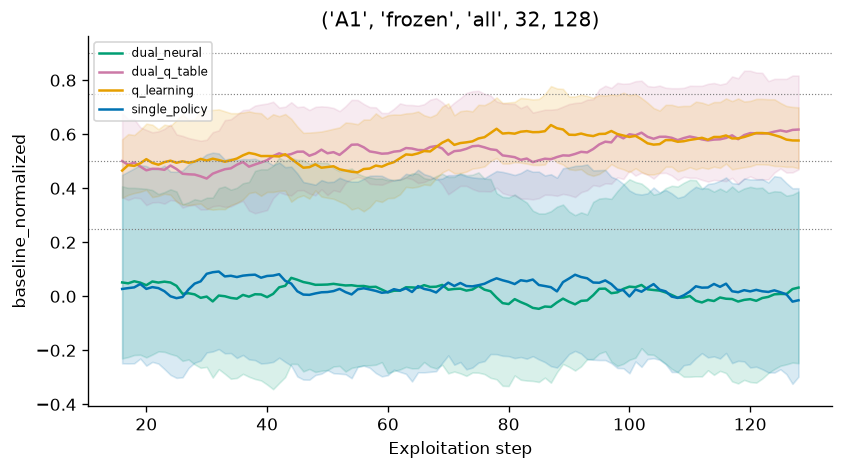 ('A1', 'frozen', 'all', 32, 128)
dual_neural
dual_q_table
q_learning
single_policy
baseline_normalized
0.8
0.6
0.4
0.2
0.0
−0.2
−0.4
20 40 60 80 100 120
Exploitation step